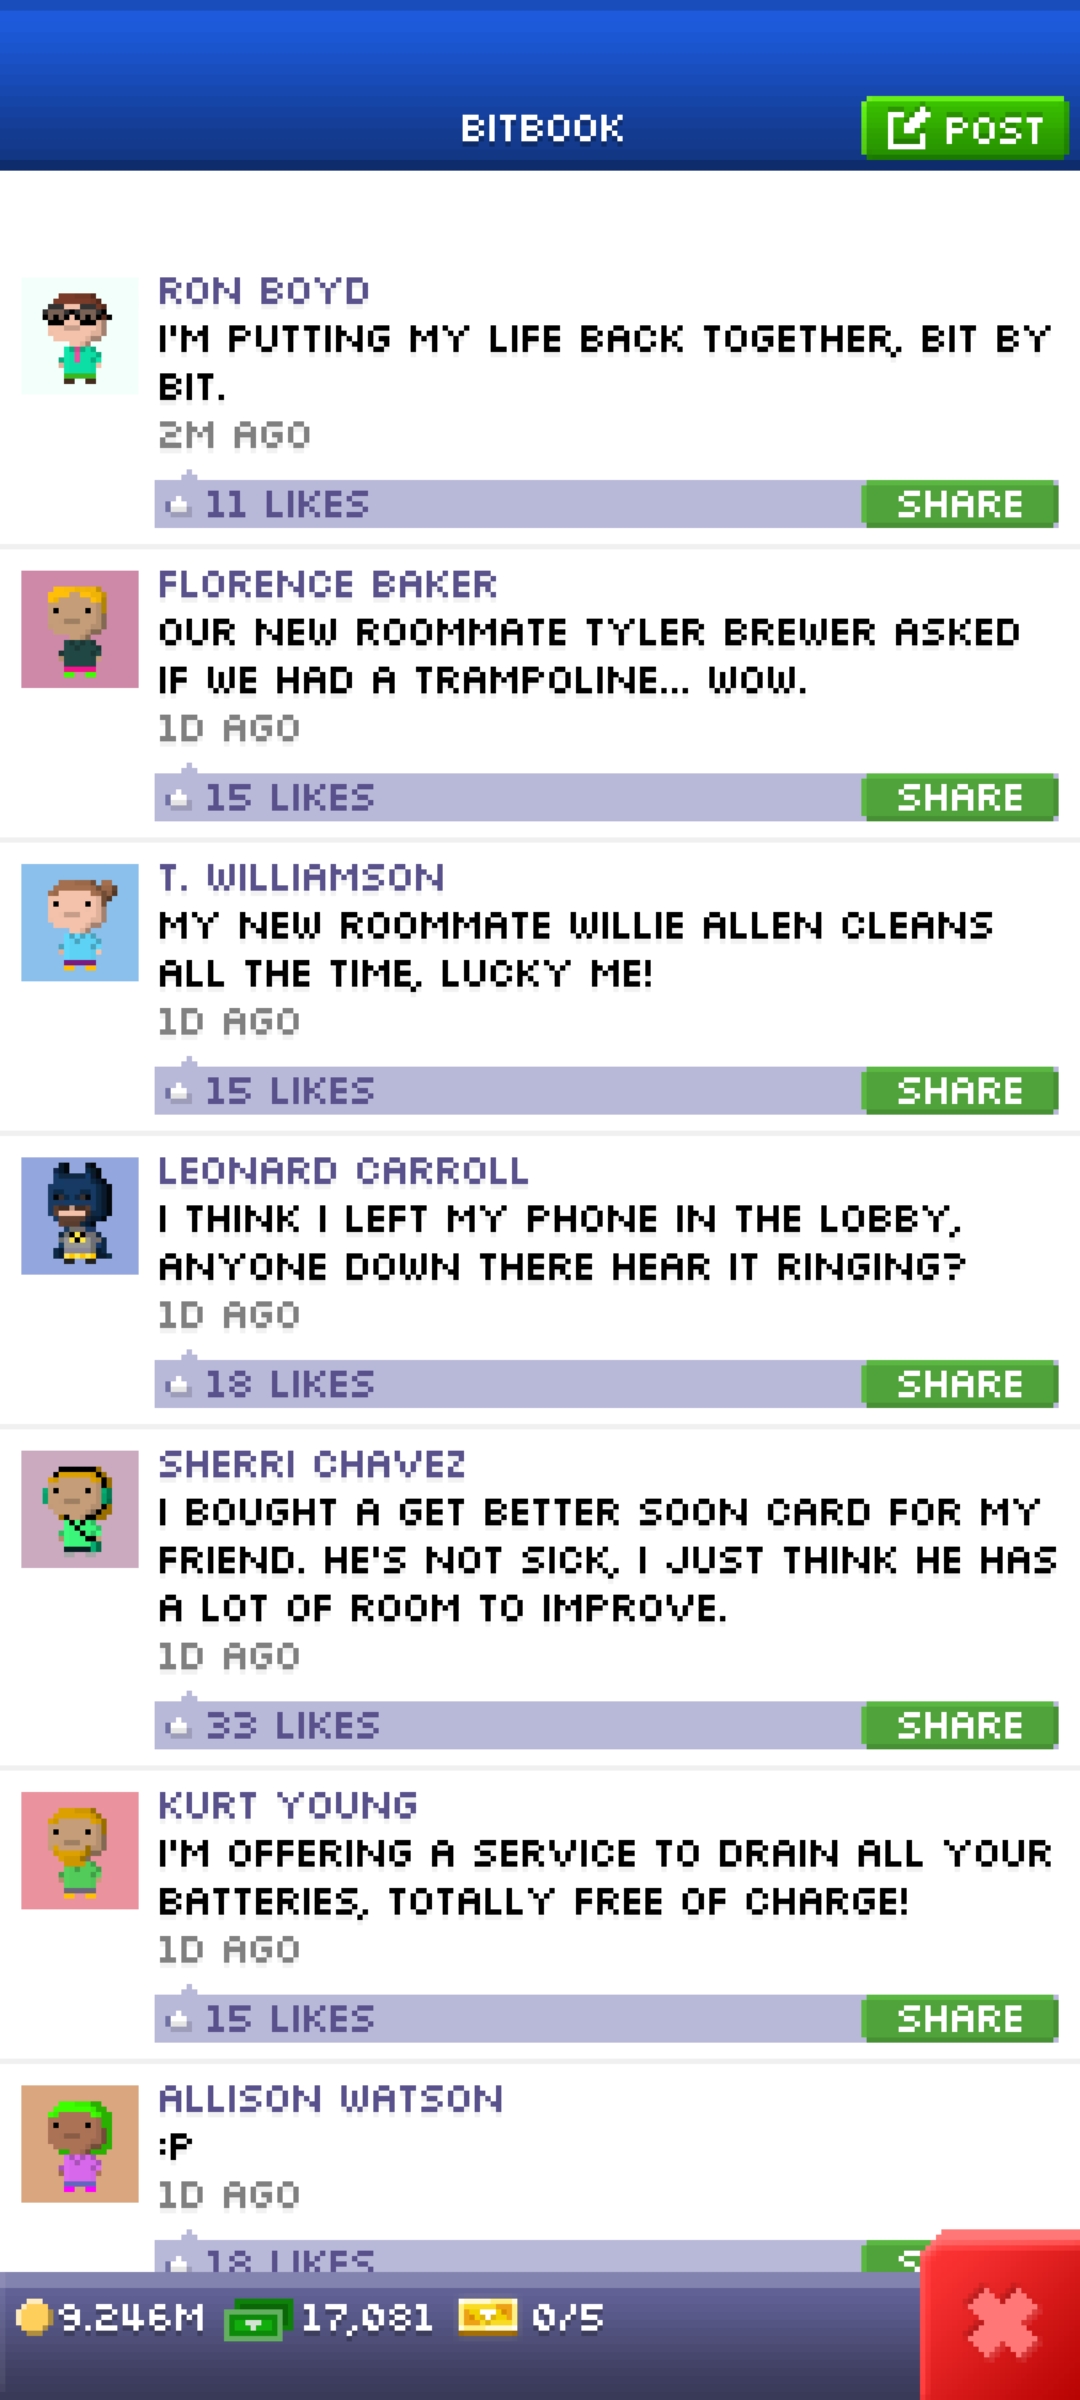 BITBOOK
POST
RON BOYD
I'M PUTTING MY LIFE BACK TOGETHER, BIT BY
BIT.
2M AGO
11 LIKES
SHARE
FLORENCE BAKER
OUR NEW ROOMMATE TYLER BREWER ASKED
IF WE HAD A TRAMPOLINE... WOW.
1D AGO
15 LIKES
SHARE
T. WILLIAMSON
MY NEW ROOMMATE WILLIE ALLEN CLEANS
ALL THE TIME, LUCKY ME!
1D AGO
15 LIKES
SHARE
LEONARD CARROLL
I THINK I LEFT MY PHONE IN THE LOBBY,
ANYONE DOWN THERE HEAR IT RINGING?
1D AGO
18 LIKES
SHARE
SHERRI CHAVEZ
I BOUGHT A GET BETTER SOON CARD FOR MY
FRIEND. HE'S NOT SICK, I JUST THINK HE HAS
A LOT OF ROOM TO IMPROVE.
1D AGO
33 LIKES
SHARE
KURT YOUNG
I'M OFFERING A SERVICE TO DRAIN ALL YOUR
BATTERIES, TOTALLY FREE OF CHARGE!
1D AGO
15 LIKES
SHARE
ALLISON WATSON
:P
1D AGO
18 LIKES
9.246M 17,081 0/5